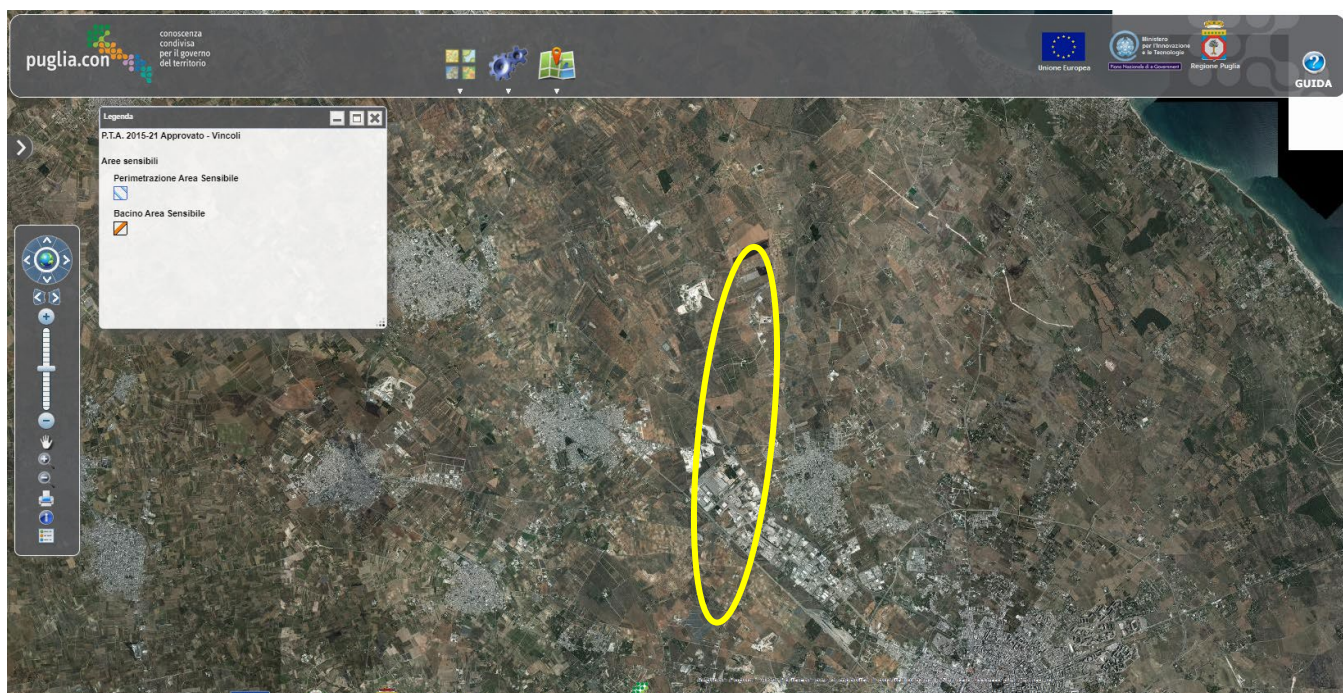 puglia.con
conoscenza
condivisa
per il governo
del territorio
Unione Europea
Ministero
per l'Innovazione
e le Tecnologie
Regione Puglia
GUIDA
Legenda
P.T.A. 2015-21 Approvato - Vincoli
Aree sensibili
Perimetrazione Area Sensibile
Bacino Area Sensibile